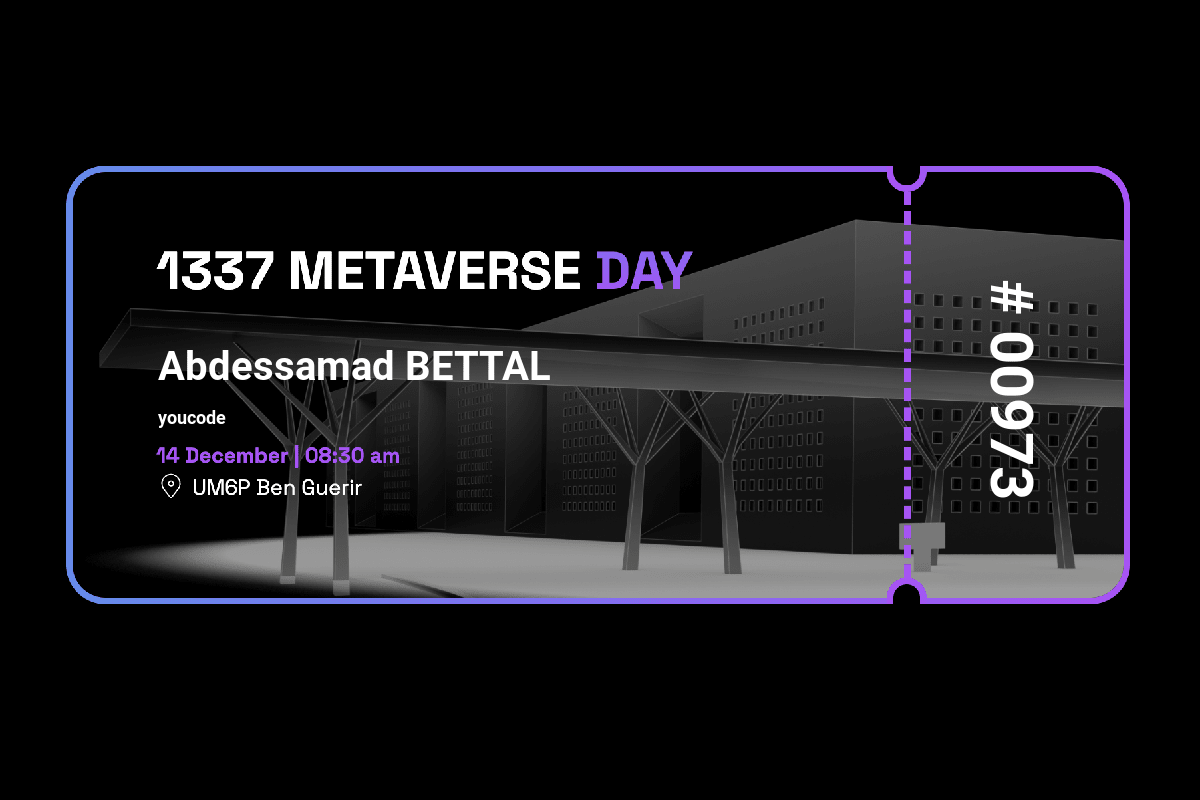 1337 METAVERSE DAY
Abdessamad BETTAL
youcode
14 December | 08:30 am
UM6P Ben Guerir
# 00973